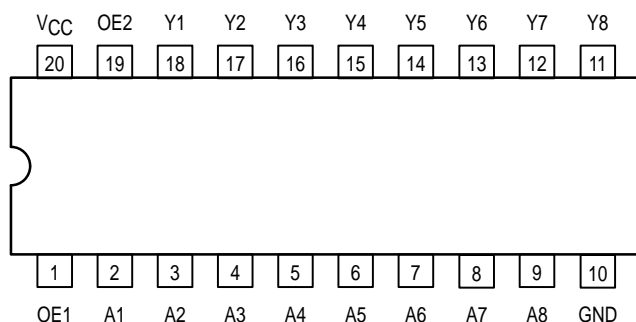 VCC OE2 Y1 Y2 Y3 Y4 Y5 Y6 Y7 Y8
20 19 18 17 16 15 14 13 12 11
1 2 3 4 5 6 7 8 9 10
OE1 A1 A2 A3 A4 A5 A6 A7 A8 GND